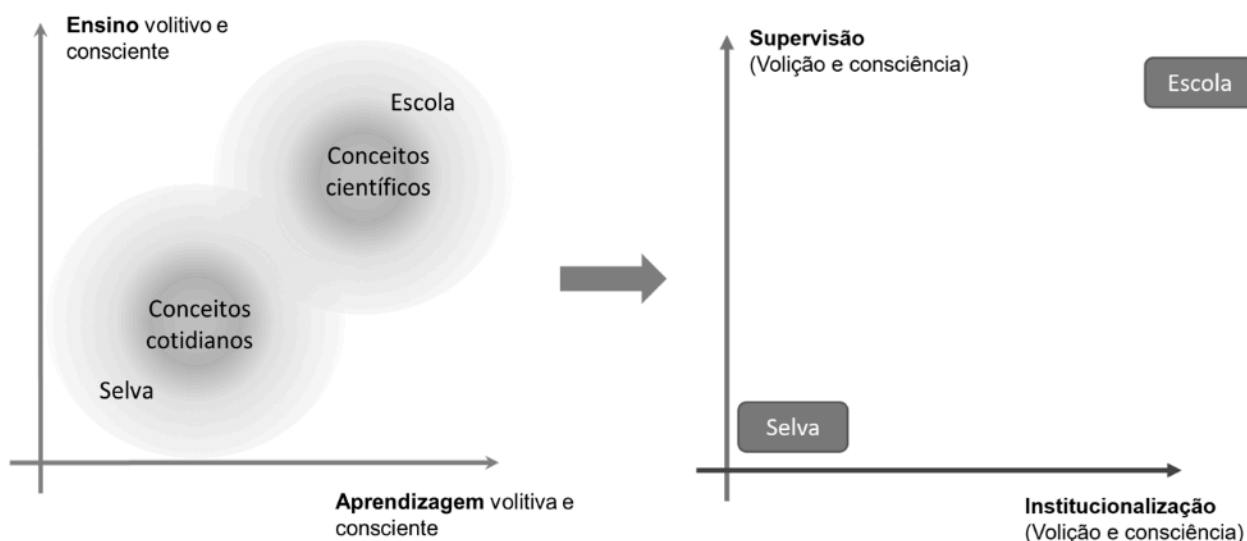 Ensino volitivo e
consciente
Escola
Conceitos
científicos
Conceitos
cotidianos
Selva
Aprendizagem volitiva e
consciente
Supervisão
(Volição e consciência)
Escola
Selva
Institucionalização
(Volição e consciência)